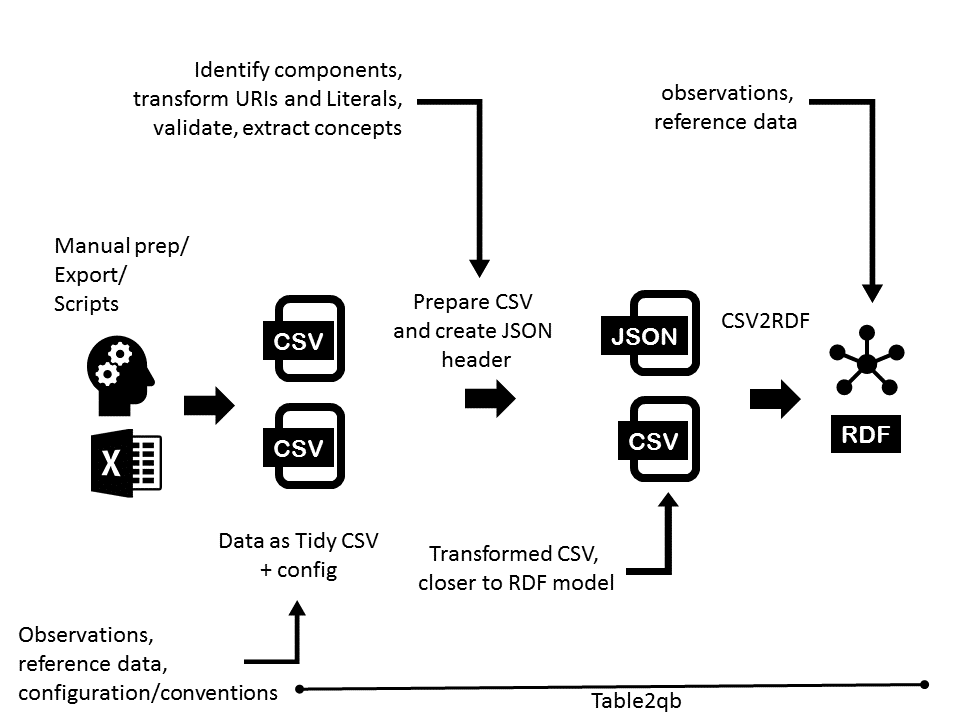 Identify components,
transform URIs and Literals,
validate, extract concepts
observations,
reference data
Manual prep/
Export/
Scripts
CSV
CSV
Prepare CSV
and create JSON
header
JSON
CSV
CSV2RDF
RDF
X
Data as Tidy CSV
+ config
Transformed CSV,
closer to RDF model
Observations,
reference data,
configuration/conventions
Table2qb